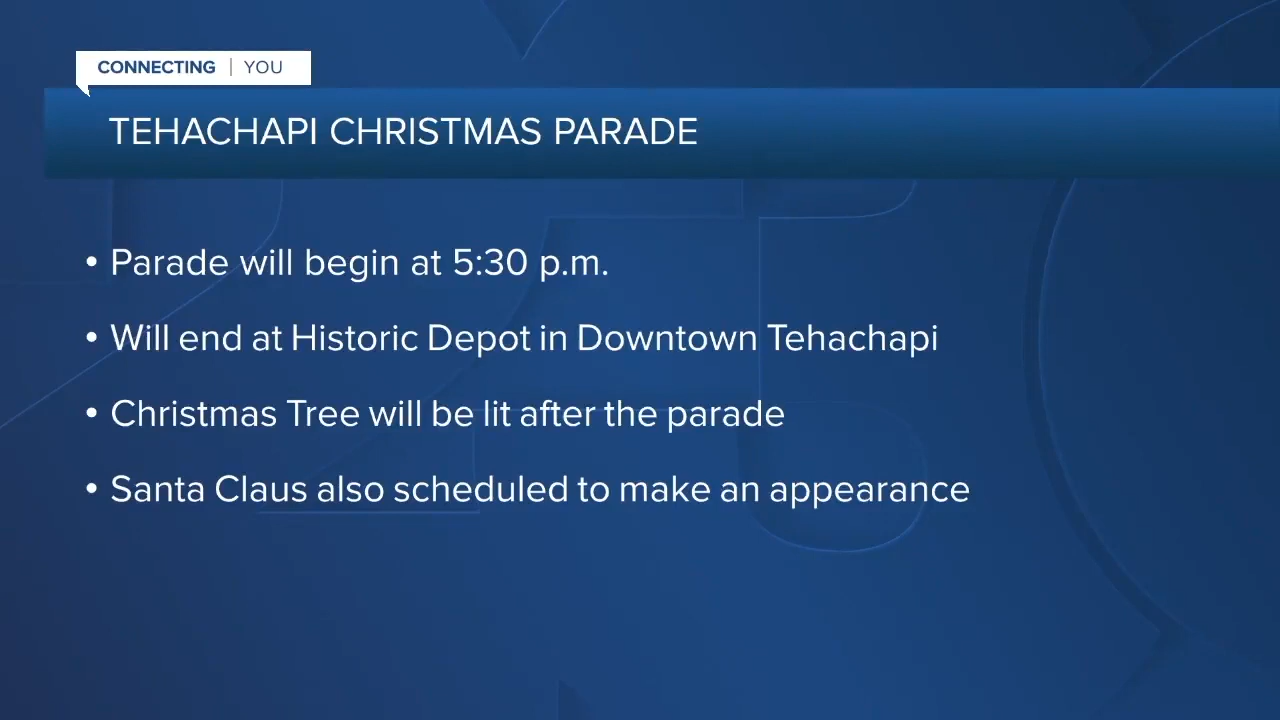 CONNECTING | YOU
TEHACHAPI CHRISTMAS PARADE
• Parade will begin at 5:30 p.m.
• Will end at Historic Depot in Downtown Tehachapi
• Christmas Tree will be lit after the parade
• Santa Claus also scheduled to make an appearance